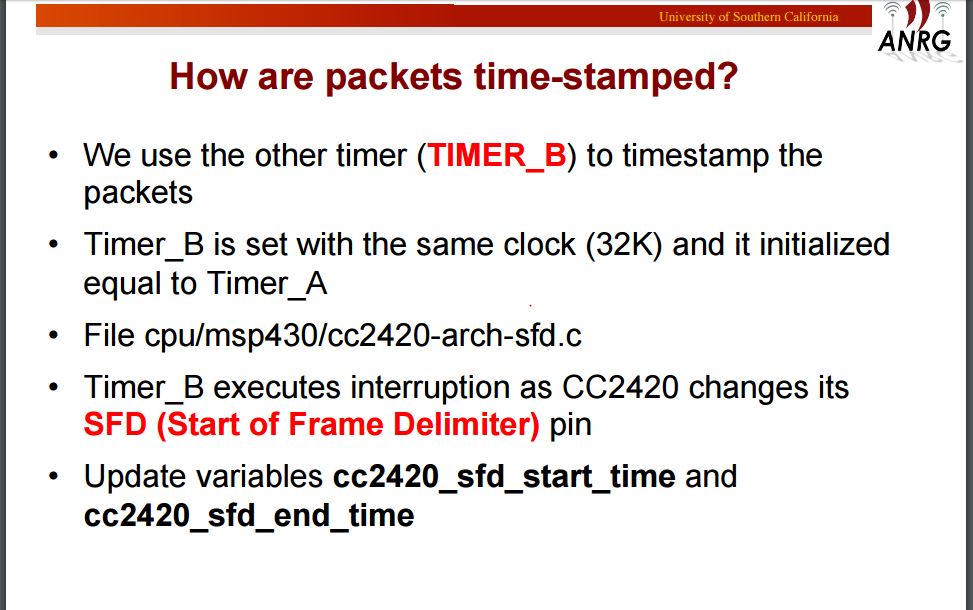 University of Southern California
ANRG
How are packets time-stamped?
• We use the other timer (TIMER_B) to timestamp the
packets
• Timer_B is set with the same clock (32K) and it initialized
equal to Timer_A
• File cpu/msp430/cc2420-arch-sfd.c
• Timer_B executes interruption as CC2420 changes its
SFD (Start of Frame Delimiter) pin
• Update variables cc2420_sfd_start_time and
cc2420_sfd_end_time